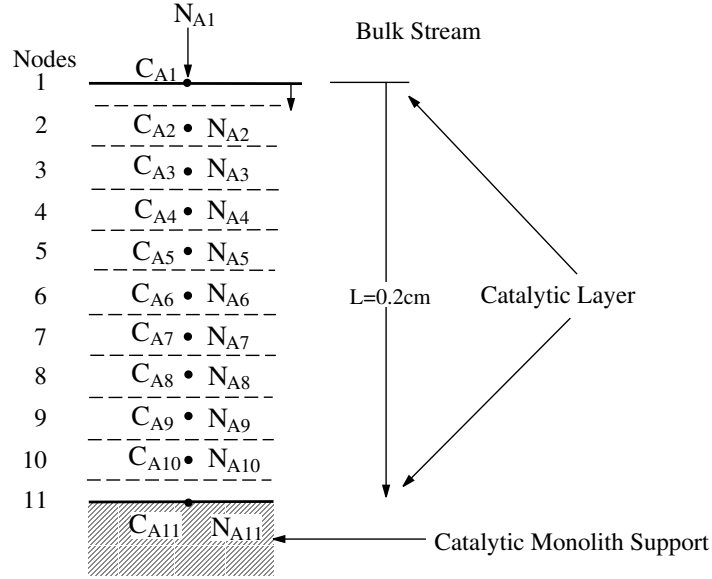 N_A1
Bulk Stream
Nodes
1 C_A1
2 C_A2 N_A2
3 C_A3 N_A3
4 C_A4 N_A4
5 C_A5 N_A5
6 C_A6 N_A6 L=0.2cm Catalytic Layer
7 C_A7 N_A7
8 C_A8 N_A8
9 C_A9 N_A9
10 C_A10 N_A10
11
C_A11 N_A11 Catalytic Monolith Support